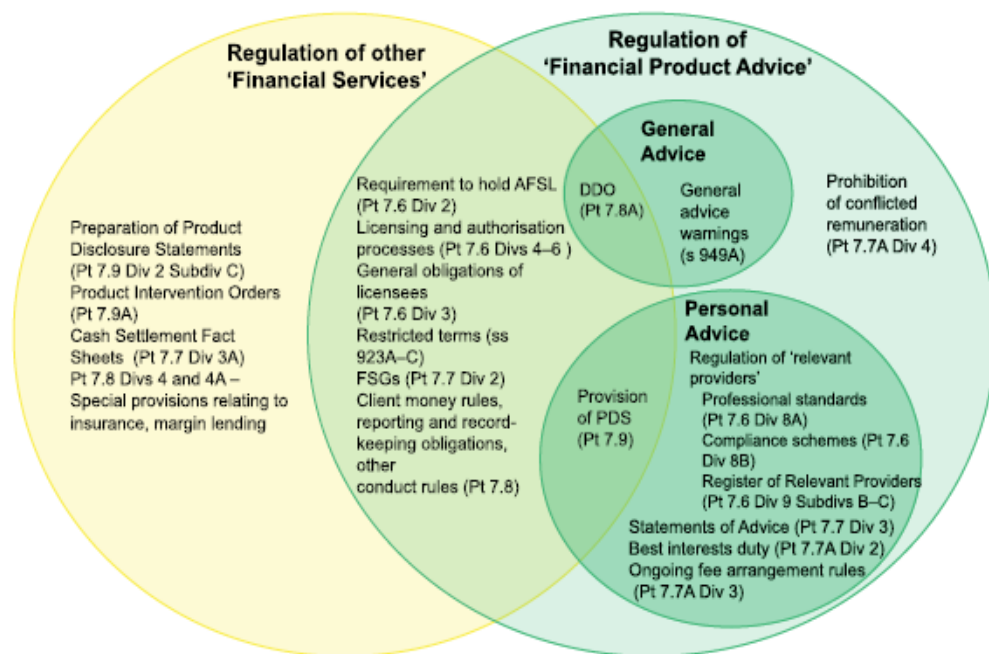 Regulation of other
'Financial Services'
Preparation of Product
Disclosure Statements
(Pt 7.9 Div 2 Subdiv C)
Product Intervention Orders
(Pt 7.9A)
Cash Settlement Fact
Sheets (Pt 7.7 Div 3A)
Pt 7.8 Divs 4 and 4A –
Special provisions relating to
insurance, margin lending
Requirement to hold AFSL
(Pt 7.6 Div 2)
Licensing and authorisation
processes (Pt 7.6 Divs 4–6 )
General obligations of
licensees
(Pt 7.6 Div 3)
Restricted terms (ss
923A–C)
FSGs (Pt 7.7 Div 2)
Client money rules,
reporting and record-
keeping obligations,
other
conduct rules (Pt 7.8)
Regulation of
'Financial Product Advice'
General
Advice
DDO
(Pt 7.8A)
General
advice
warnings
(s 949A)
Prohibition
of conflicted
remuneration
(Pt 7.7A Div 4)
Personal
Advice
Provision
of PDS
(Pt 7.9)
Regulation of 'relevant
providers'
Professional standards
(Pt 7.6 Div 8A)
Compliance schemes (Pt 7.6
Div 8B)
Register of Relevant Providers
(Pt 7.6 Div 9 Subdivs B–C)
Statements of Advice (Pt 7.7 Div 3)
Best interests duty (Pt 7.7A Div 2)
Ongoing fee arrangement rules
(Pt 7.7A Div 3)